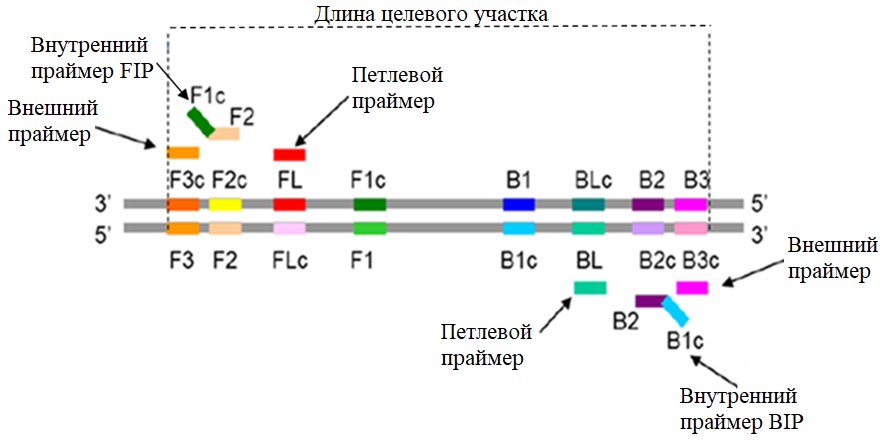 Длина целевого участка
Внутренний
праймер FIP
Петлевой
праймер
F1c
F2
Внешний
праймер
F3c F2c FL F1c B1 BLc B2 B3
3’ 5’
5’ 3’
F3 F2 FLc F1 B1c BL B2c B3c
Внешний
праймер
Петлевой
праймер
B2
B1c
Внутренний
праймер BIP